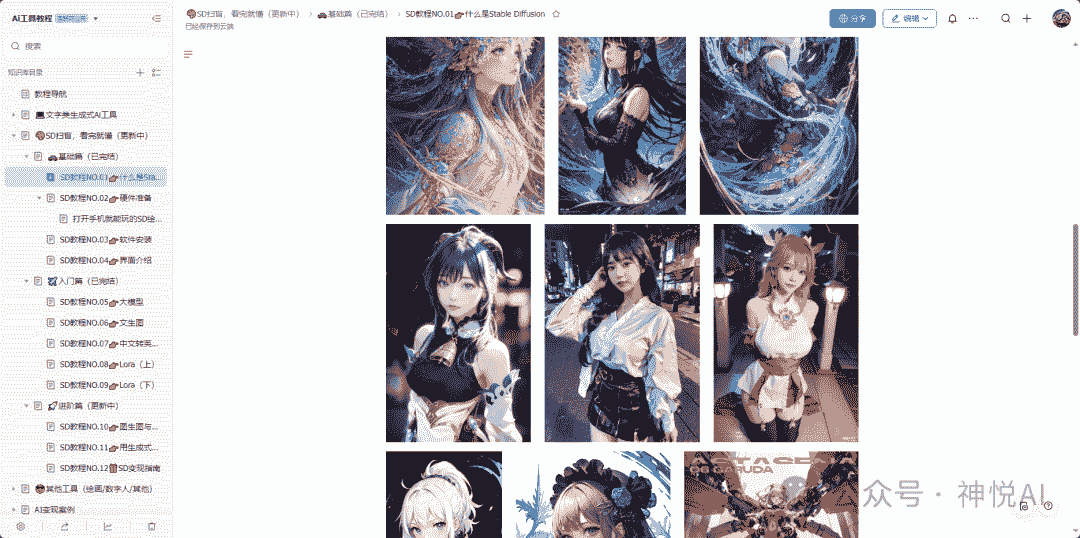 AI工具教程
SD扫盲，看完就懂（更新中） > 基础篇（已完结） > SD教程NO.01👉什么是Stable Diffusion
已经保存到云端
分享
编辑
搜索
知识库目录
教程导航
文字类生成式AI工具
SD扫盲，看完就懂（更新中）
基础篇（已完结）
SD教程NO.01👉什么是Sta...
SD教程NO.02👉硬件准备
打开手机就能玩的SD绘...
SD教程NO.03👉软件安装
SD教程NO.04👉界面介绍
入门篇（已完结）
SD教程NO.05👉大模型
SD教程NO.06👉文生图
SD教程NO.07👉中文转英...
SD教程NO.08👉Lora（上）
SD教程NO.09👉Lora（下）
进阶篇（更新中）
SD教程NO.10👉图生图与...
SD教程NO.11👉用生成式...
SD教程NO.12SD变现指南
其他工具（绘画/数字人/其他）
AI变现案例
GARUDA
众号 · 神悦AI